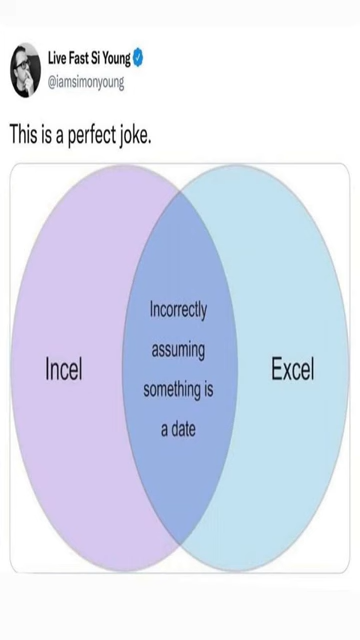 Live Fast Si Young
@iamsimonyoung
This is a perfect joke.
Incel
Incorrectly
assuming
something is
a date
Excel